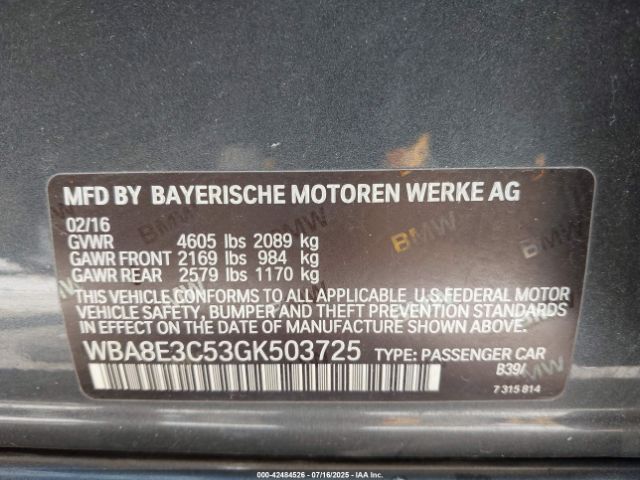 MFD BY BAYERISCHE MOTOREN WERKE AG
02/16
GVWR 4605 lbs 2089 kg
GAWR FRONT 2169 lbs 984 kg
GAWR REAR 2579 lbs 1170 kg
THIS VEHICLE CONFORMS TO ALL APPLICABLE U.S.FEDERAL MOTOR
VEHICLE SAFETY, BUMPER AND THEFT PREVENTION STANDARDS
IN EFFECT ON THE DATE OF MANUFACTURE SHOWN ABOVE.
WBA8E3C53GK503725 TYPE: PASSENGER CAR
B39/
7 315 814
000-42484526 - 07/16/2025 - IAA Inc.